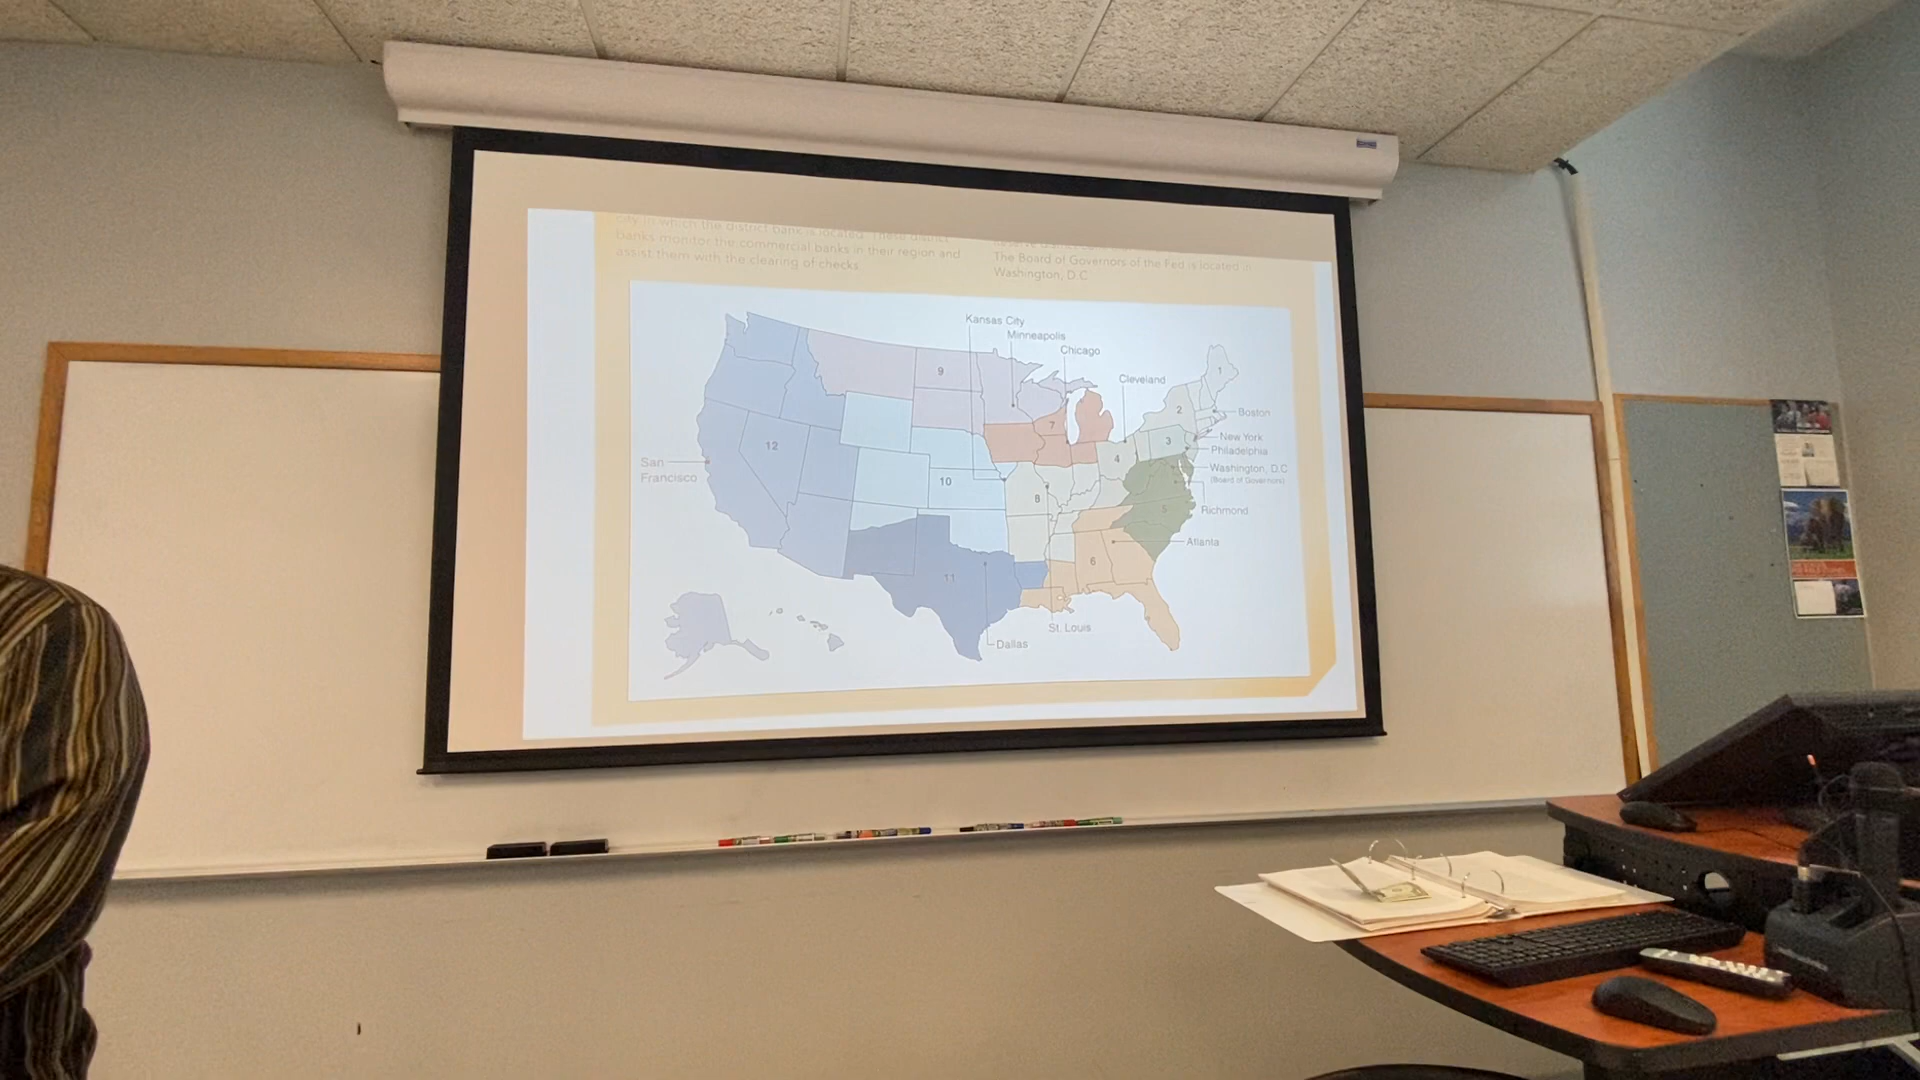 city in which the district bank is located. These district
banks monitor the commercial banks in their region and
assist them with the clearing of checks
The Board of Governors of the Fed is located in
Washington, D.C
Kansas City
Minneapolis
Chicago
Cleveland
Boston
New York
Philadelphia
Washington, D.C
(Board of Governors)
Richmond
Atlanta
St. Louis
Dallas
San
Francisco
1
2
3
4
5
6
7
8
9
10
11
12